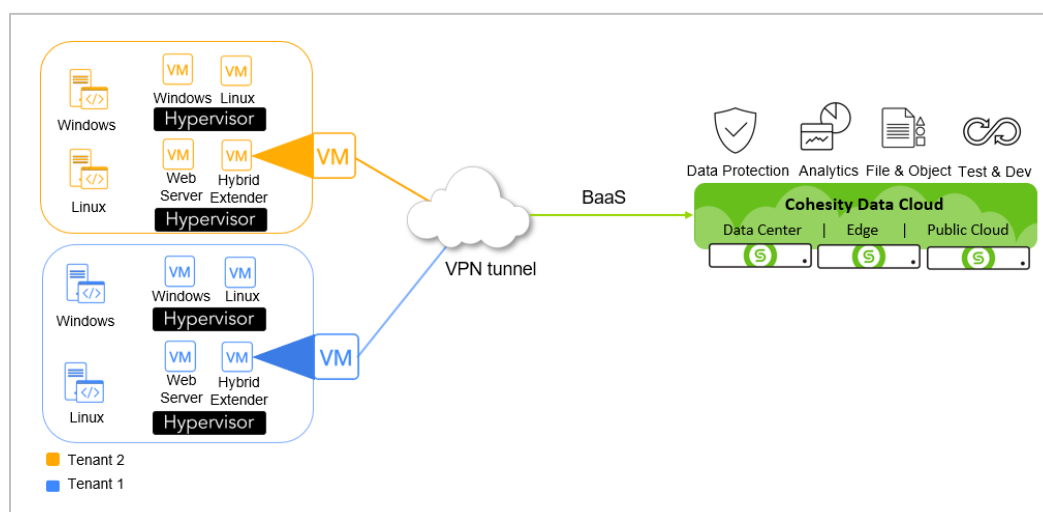 VM
VM
Windows
Linux
Windows
Hypervisor
VM
VM
VM
Web
Server
Hybrid
Extender
Linux
Hypervisor
VM
VM
Windows
Linux
Windows
Hypervisor
VM
VM
VM
Web
Server
Hybrid
Extender
Linux
Hypervisor
Tenant 2
Tenant 1
VPN tunnel
BaaS
Data Protection
Analytics
File & Object
Test & Dev
Cohesity Data Cloud
Data Center | Edge | Public Cloud